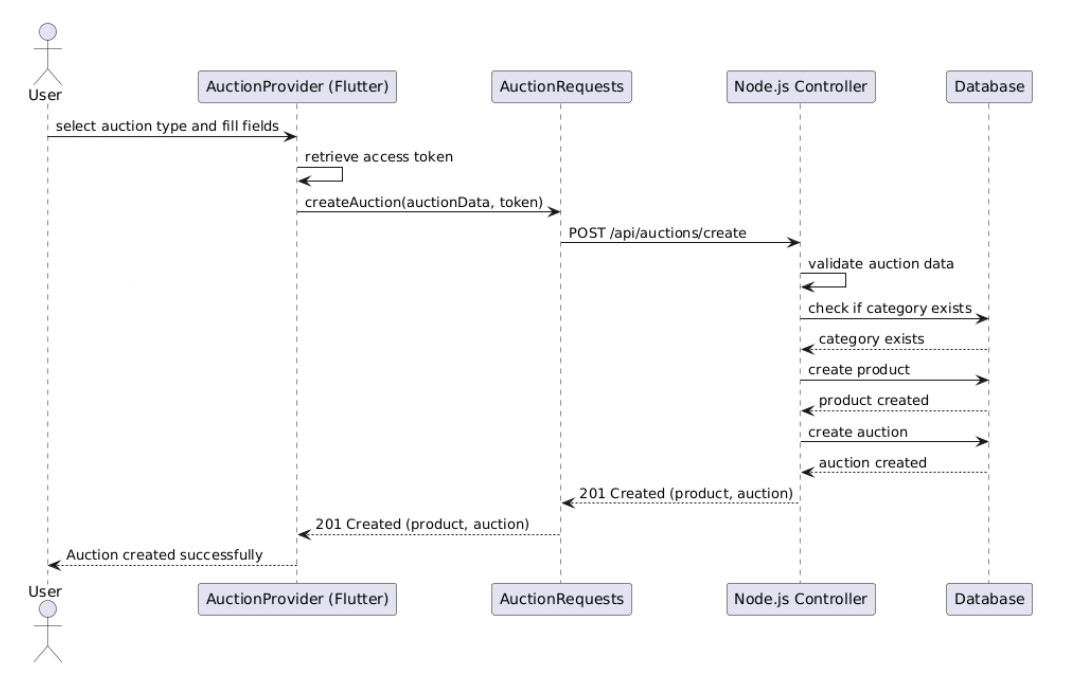 User
AuctionProvider (Flutter)
AuctionRequests
Node.js Controller
Database
select auction type and fill fields
retrieve access token
createAuction(auctionData, token)
POST /api/auctions/create
validate auction data
check if category exists
category exists
create product
product created
create auction
auction created
201 Created (product, auction)
201 Created (product, auction)
Auction created successfully
User
AuctionProvider (Flutter)
AuctionRequests
Node.js Controller
Database